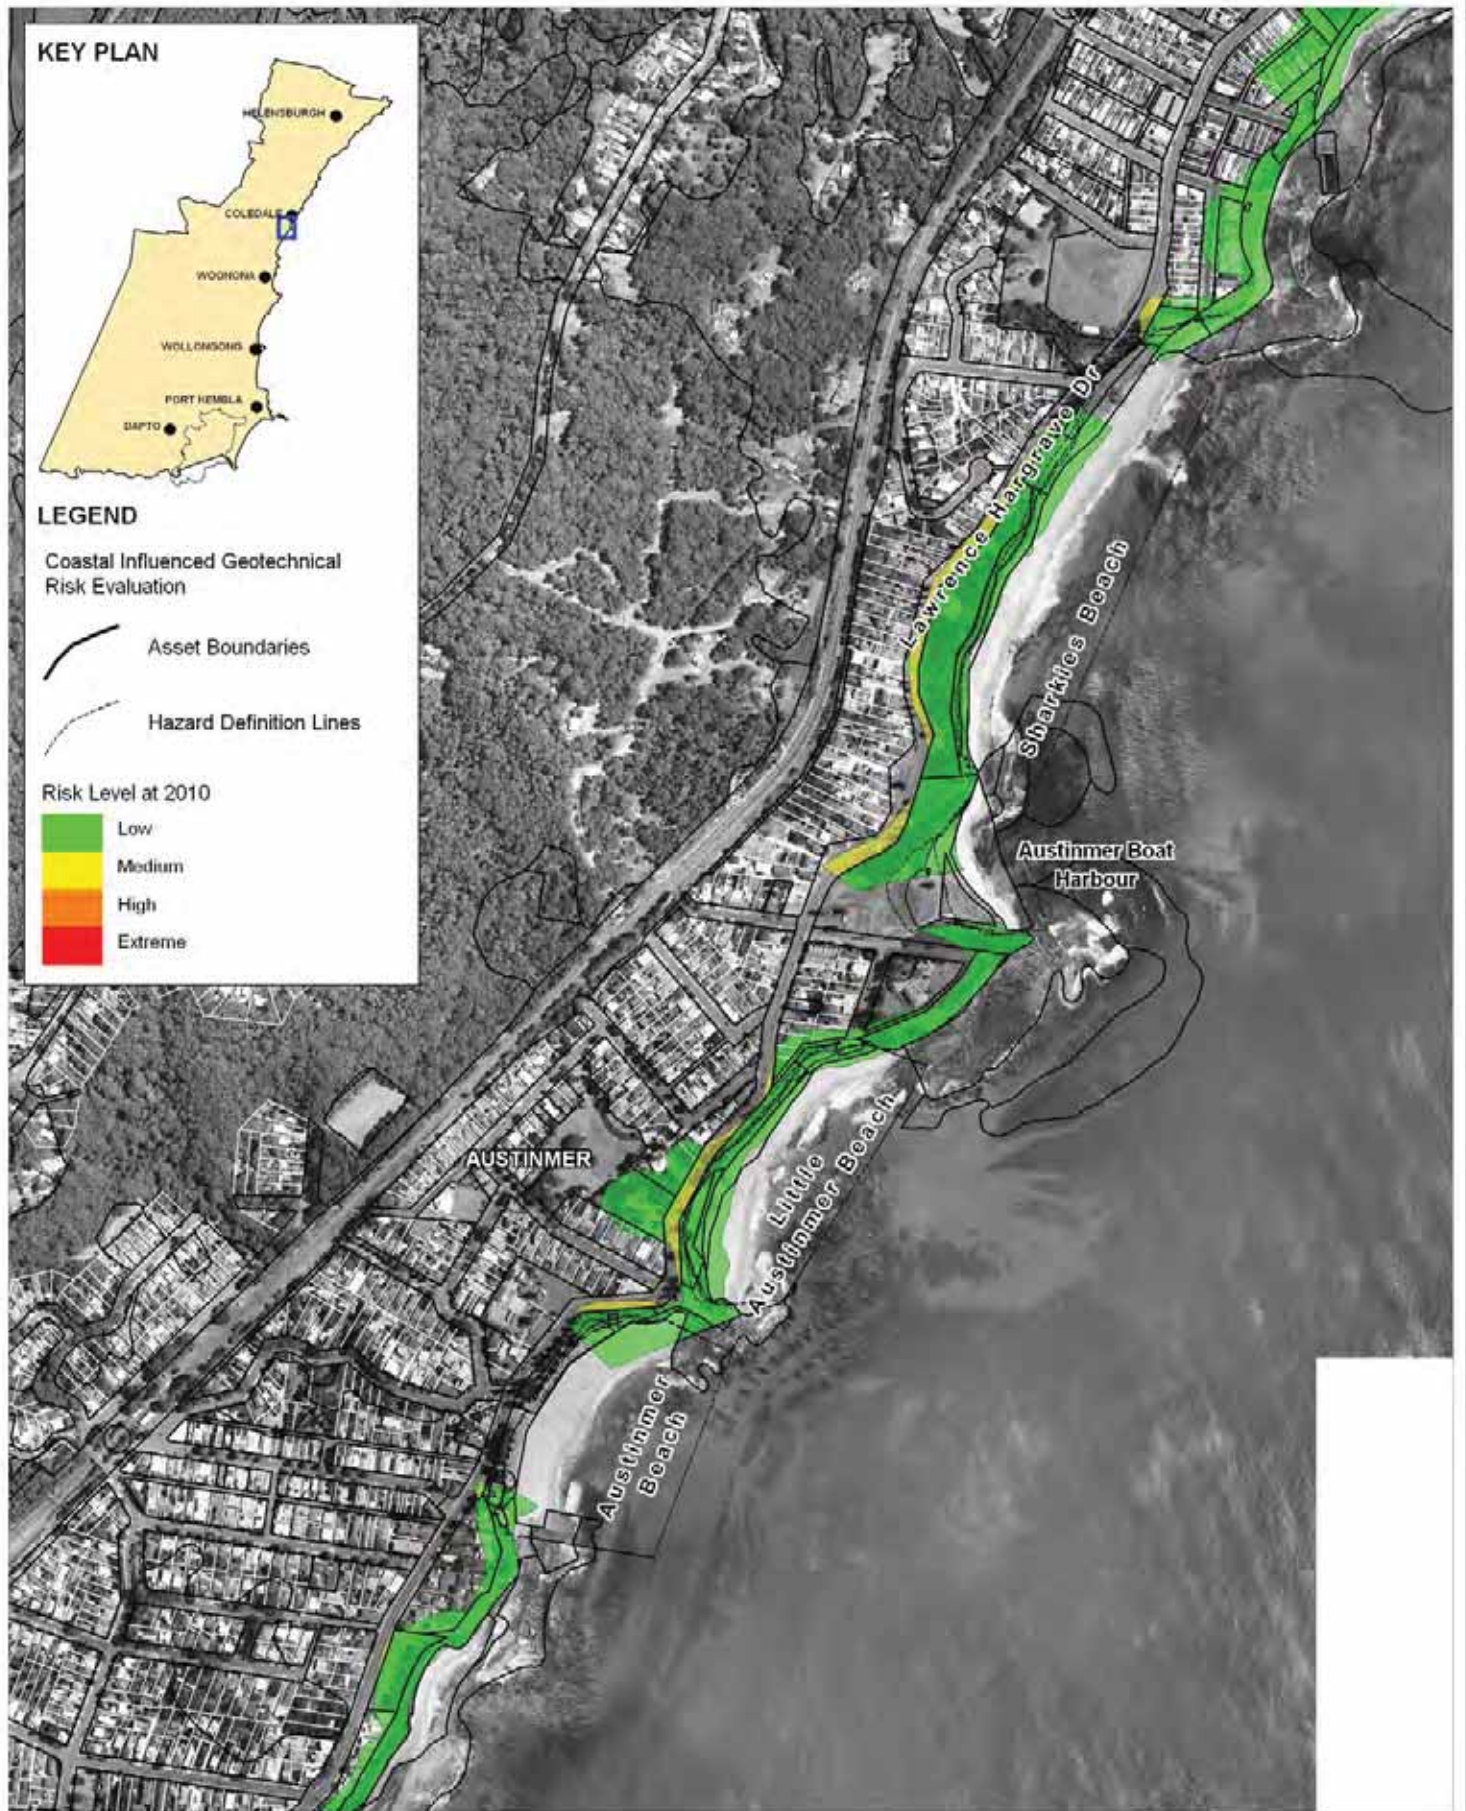 KEY PLAN
HELENSBURGH
COLEDALE
WOONONA
WOLLONGONG
PORT KEMBLA
DAPTO
LEGEND
Coastal Influenced Geotechnical
Risk Evaluation
Asset Boundaries
Hazard Definition Lines
Risk Level at 2010
Low
Medium
High
Extreme
Lawrence Hargrave Dr
Sharkies Beach
Austinmer Boat
Harbour
AUSTINMER
Little
Austinmer Beach
Austinmer
Beach